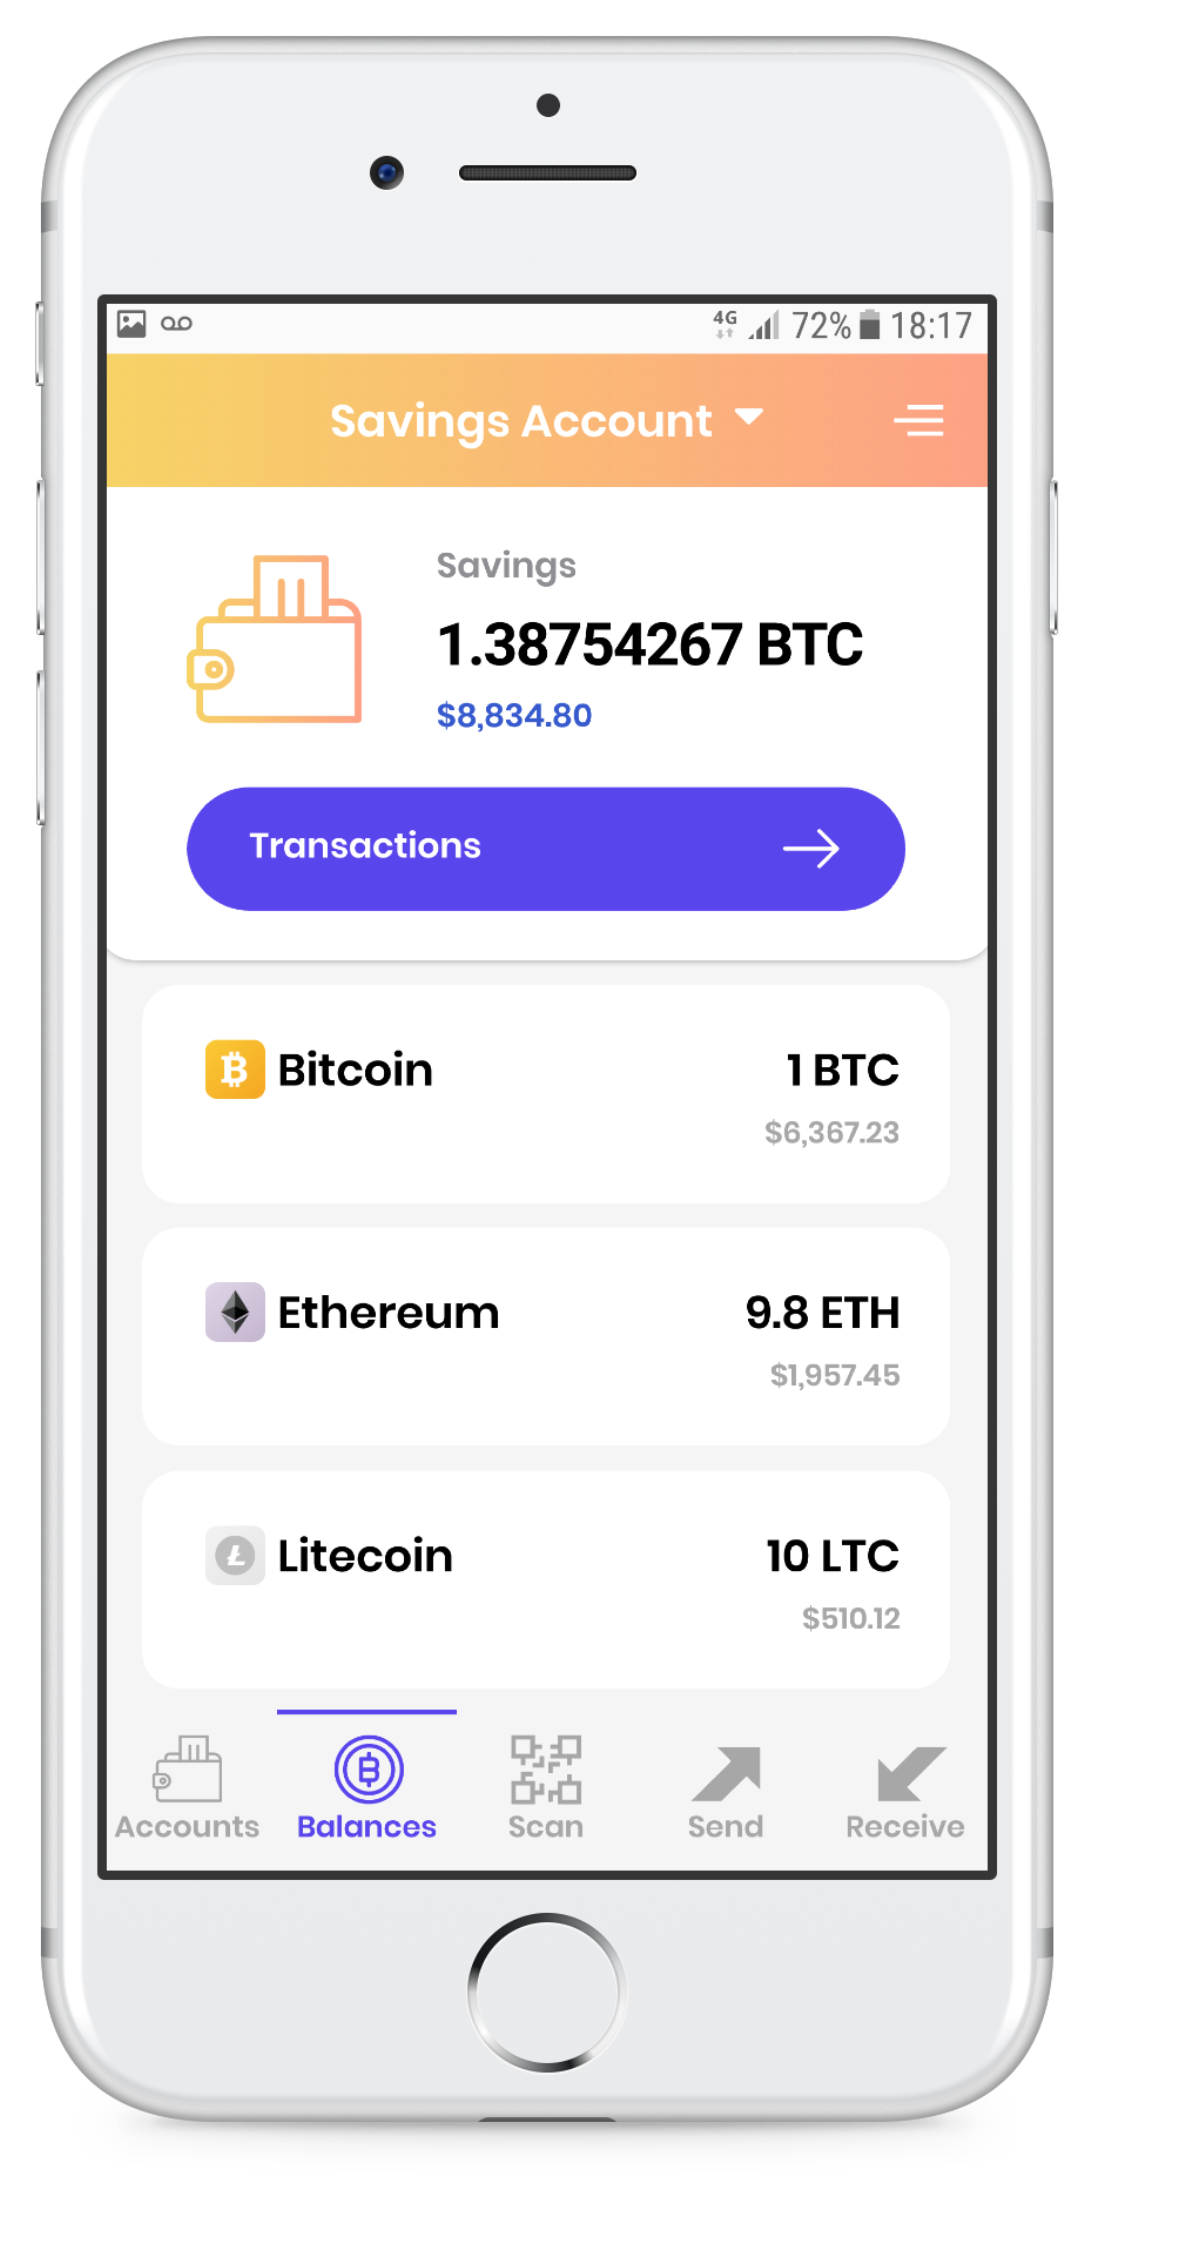 4G 72% 18:17
Savings Account
Savings
1.38754267 BTC
$8,834.80
Transactions
Bitcoin 1 BTC
$6,367.23
Ethereum 9.8 ETH
$1,957.45
Litecoin 10 LTC
$510.12
Accounts Balances Scan Send Receive